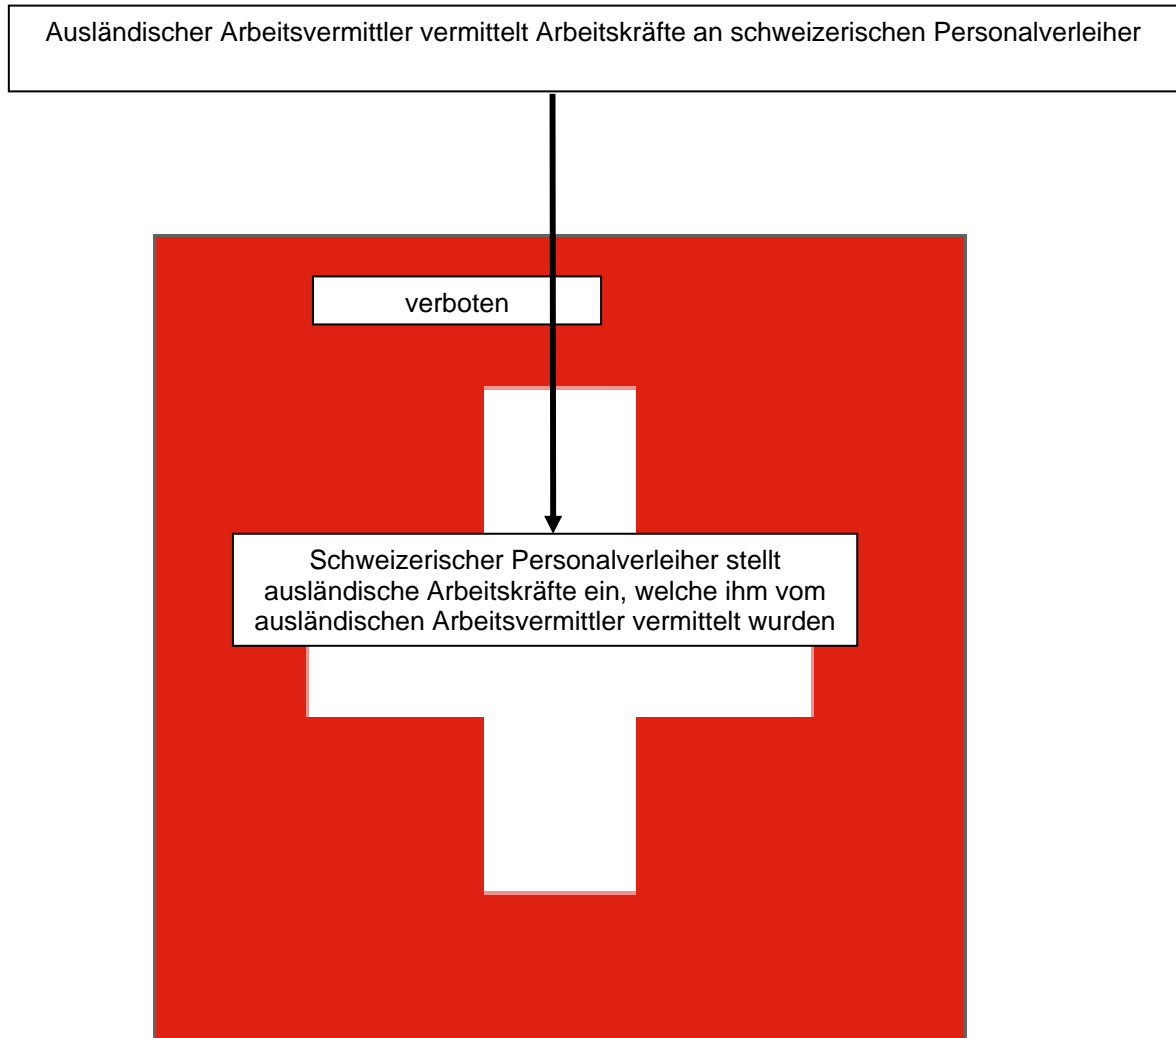 Ausländischer Arbeitsvermittler vermittelt Arbeitskräfte an schweizerischen Personalverleiher
verboten
Schweizerischer Personalverleiher stellt
ausländische Arbeitskräfte ein, welche ihm vom
ausländischen Arbeitsvermittler vermittelt wurden